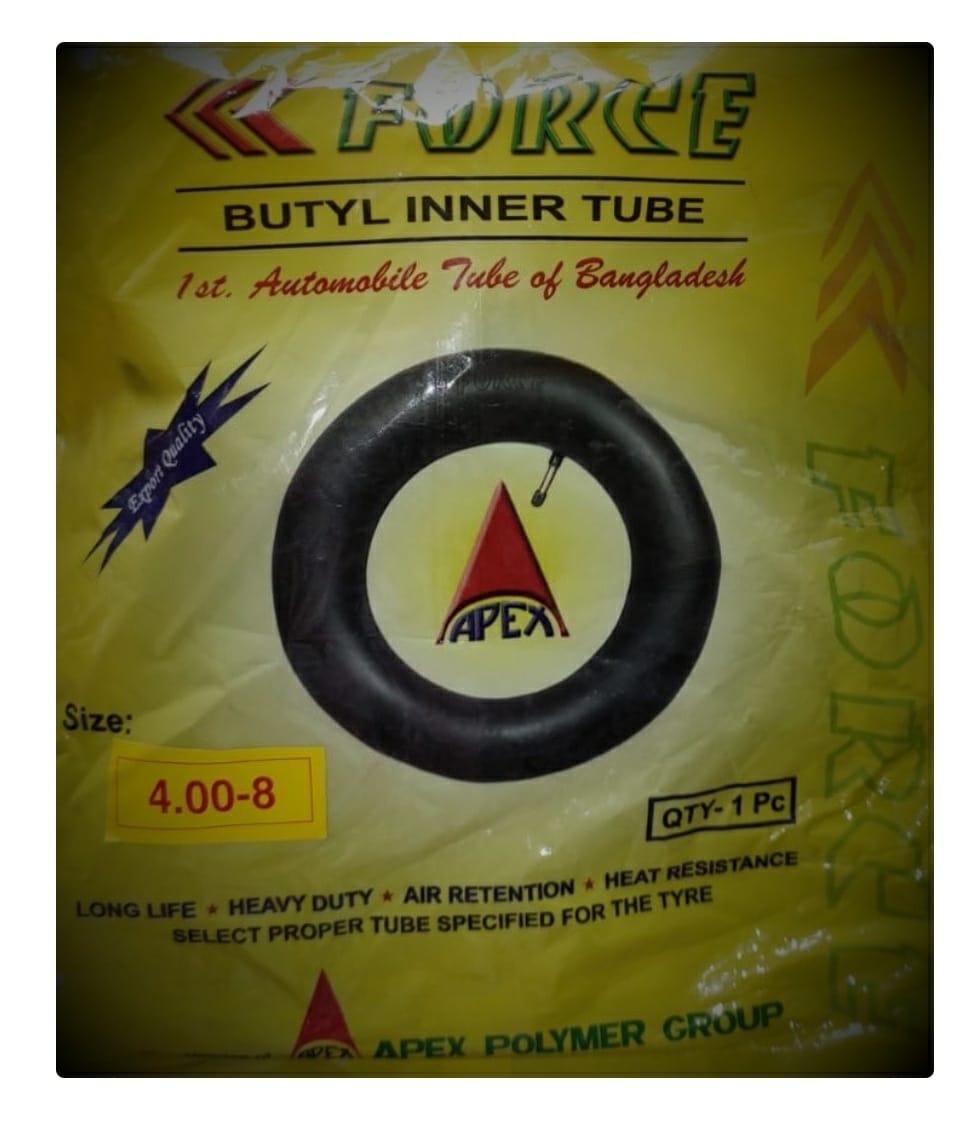 FORCE
BUTYL INNER TUBE
1st. Automobile Tube of Bangladesh
Export Quality
FORCE
APEX
Size:
4.00-8
QTY- 1 Pc
LONG LIFE ★ HEAVY DUTY ★ AIR RETENTION ★ HEAT RESISTANCE
SELECT PROPER TUBE SPECIFIED FOR THE TYRE
APEX APEX POLYMER GROUP